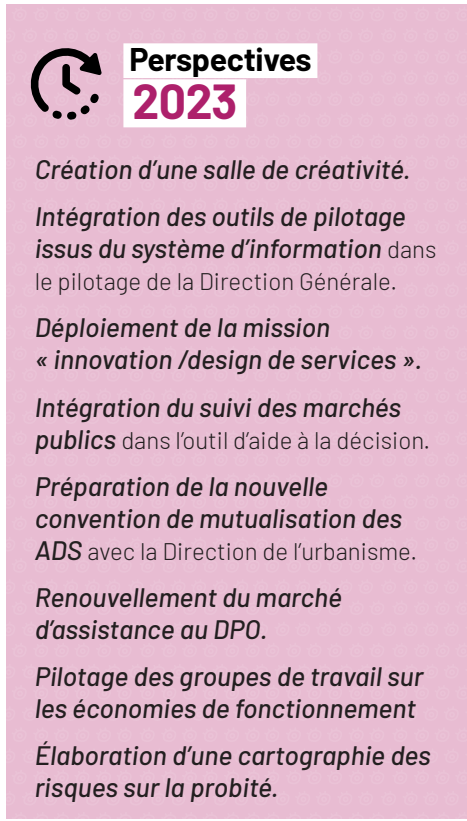 Perspectives
2023
Création d’une salle de créativité.
Intégration des outils de pilotage
issus du système d’information dans
le pilotage de la Direction Générale.
Déploiement de la mission
« innovation /design de services ».
Intégration du suivi des marchés
publics dans l’outil d’aide à la décision.
Préparation de la nouvelle
convention de mutualisation des
ADS avec la Direction de l’urbanisme.
Renouvellement du marché
d’assistance au DPO.
Pilotage des groupes de travail sur
les économies de fonctionnement
Élaboration d’une cartographie des
risques sur la probité.